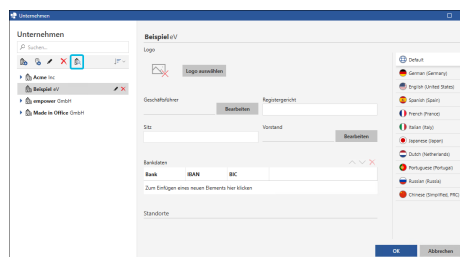 Unternehmen
Unternehmen
Suchen...
Acme Inc
Beispiel eV
empower GmbH
Made in Office GmbH
Beispiel eV
Logo
Logo auswählen
Geschäftsführer
Bearbeiten
Registergericht
Sitz
Vorstand
Bearbeiten
Bankdaten
Bank IBAN BIC
Zum Einfügen eines neuen Elements hier klicken
Standorte
Default
German (Germany)
English (United States)
Spanish (Spain)
French (France)
Italian (Italy)
Japanese (Japan)
Dutch (Netherlands)
Portuguese (Portugal)
Russian (Russia)
Chinese (Simplified, PRC)
OK Abbrechen